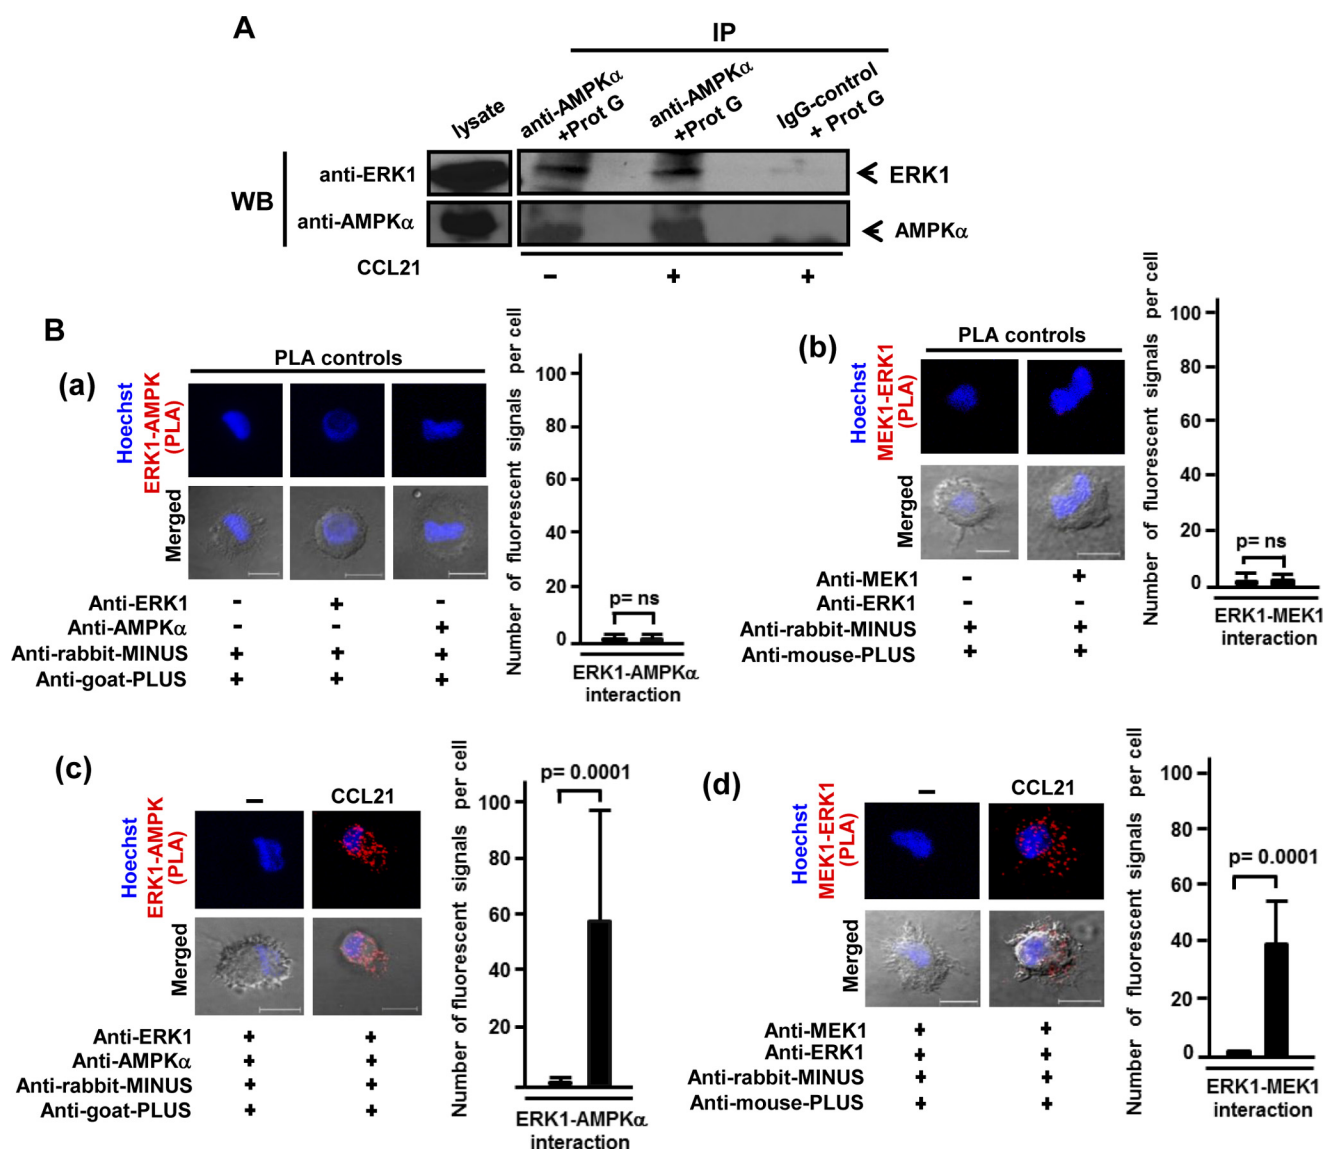 A
IP
lysate
anti-AMPKα
+Prot G
anti-AMPKα
+Prot G
IgG-control
+ Prot G
WB
anti-ERK1
ERK1
anti-AMPKα
AMPKα
CCL21
– + +
B
(a)
PLA controls
Hoechst
ERK1-AMPK
(PLA)
Merged
Anti-ERK1 - + -
Anti-AMPKα - - +
Anti-rabbit-MINUS + + +
Anti-goat-PLUS + + +
Number of fluorescent signals per cell
100
80
60
40
20
0
p= ns
ERK1-AMPKα
interaction
(b)
PLA controls
Hoechst
MEK1-ERK1
(PLA)
Merged
Anti-MEK1 - +
Anti-ERK1 - -
Anti-rabbit-MINUS + +
Anti-mouse-PLUS + +
Number of fluorescent signals per cell
100
80
60
40
20
0
p= ns
ERK1-MEK1
interaction
(c)
– CCL21
Hoechst
ERK1-AMPK
(PLA)
Merged
Anti-ERK1 + +
Anti-AMPKα + +
Anti-rabbit-MINUS + +
Anti-goat-PLUS + +
Number of fluorescent signals per cell
100
80
60
40
20
p= 0.0001
ERK1-AMPKα
interaction
(d)
– CCL21
Hoechst
MEK1-ERK1
(PLA)
Merged
Anti-MEK1 + +
Anti-ERK1 + +
Anti-rabbit-MINUS + +
Anti-mouse-PLUS + +
Number of fluorescent signals per cell
100
80
60
40
20
0
p= 0.0001
ERK1-MEK1
interaction